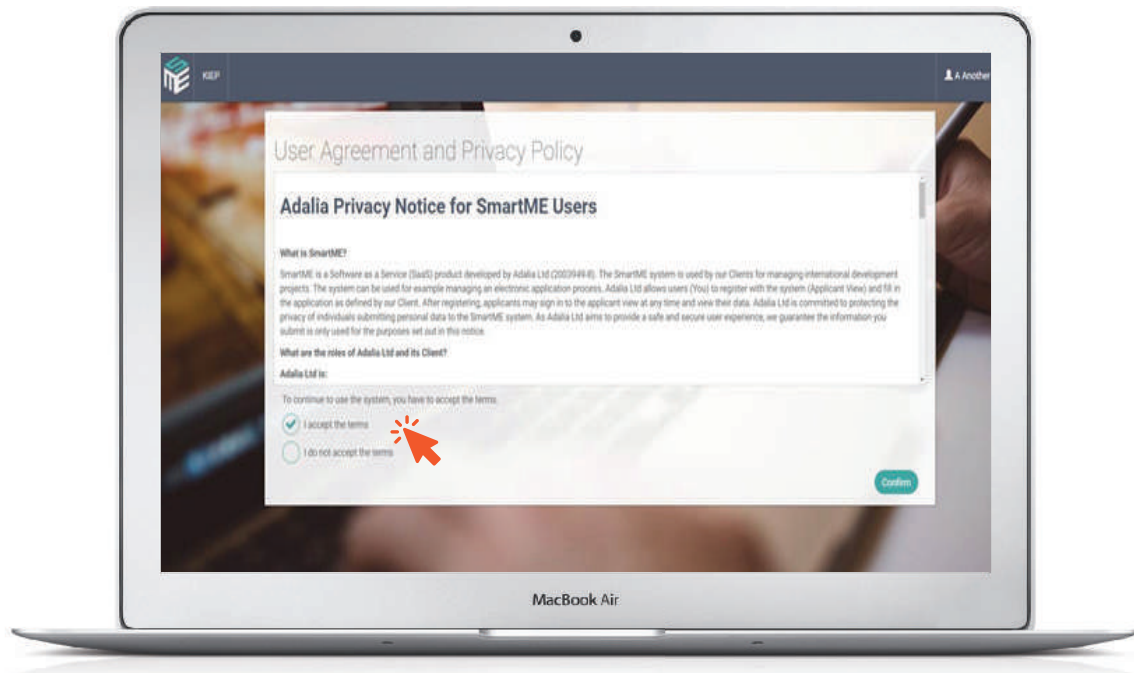 SME
KIEP
A Another
User Agreement and Privacy Policy
Adalia Privacy Notice for SmartME Users
What is SmartME?
SmartME is a Software as a Service (SaaS) product developed by Adalia Ltd (2003949-8). The SmartME system is used by our Clients for managing international development
projects. The system can be used for example managing an electronic application process. Adalia Ltd allows users (You) to register with the system (Applicant View) and fill in
the application as defined by our Client. After registering, applicants may sign in to the applicant view at any time and view their data. Adalia Ltd is committed to protecting the
privacy of individuals submitting personal data to the SmartME system. As Adalia Ltd aims to provide a safe and secure user experience, we guarantee the information you
submit is only used for the purposes set out in this notice.
What are the roles of Adalia Ltd and its Client?
Adalia Ltd is:
To continue to use the system, you have to accept the terms.
I accept the terms
I do not accept the terms
Confirm
MacBook Air